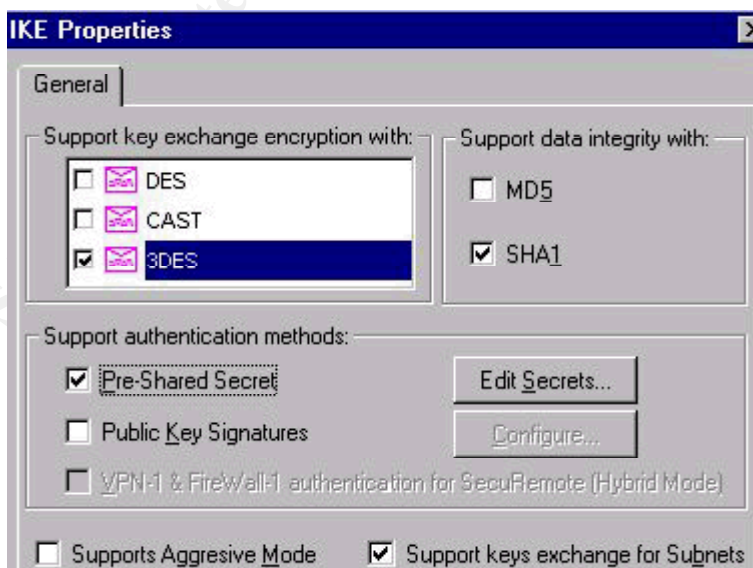 IKE Properties
General
Support key exchange encryption with:
DES
CAST
3DES
Support data integrity with:
MD5
SHA1
Support authentication methods:
Pre-Shared Secret
Edit Secrets...
Public Key Signatures
Configure...
VPN-1 & FireWall-1 authentication for SecuRemote (Hybrid Mode)
Supports Aggresive Mode
Support keys exchange for Subnets